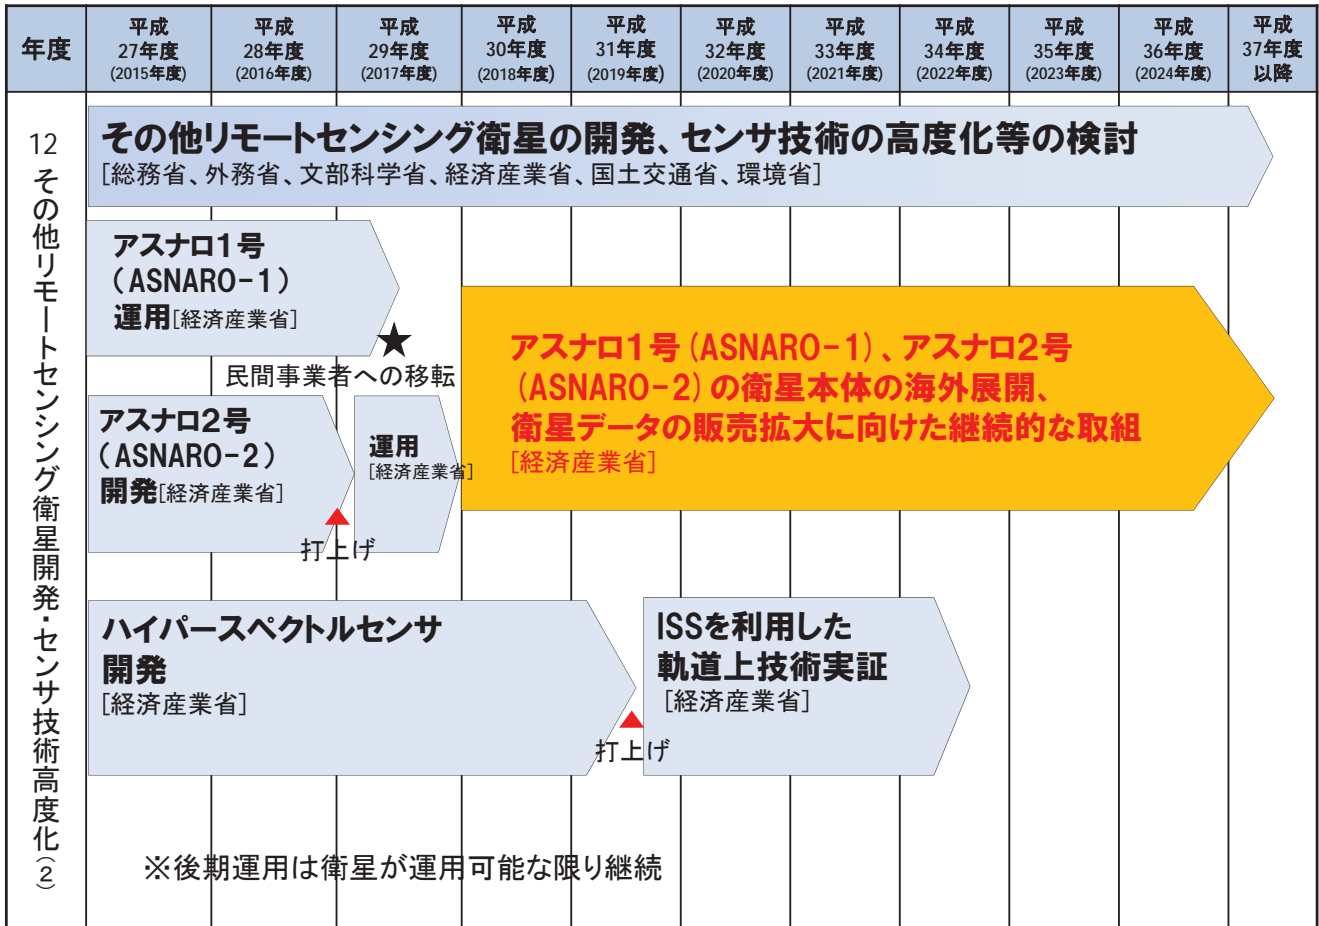 年度
平成
27年度
(2015年度)
平成
28年度
(2016年度)
平成
29年度
(2017年度)
平成
30年度
(2018年度)
平成
31年度
(2019年度)
平成
32年度
(2020年度)
平成
33年度
(2021年度)
平成
34年度
(2022年度)
平成
35年度
(2023年度)
平成
36年度
(2024年度)
平成
37年度
以降
12 その他リモートセンシング衛星開発・センサ技術高度化(2)
その他リモートセンシング衛星の開発、センサ技術の高度化等の検討
[総務省、外務省、文部科学省、経済産業省、国土交通省、環境省]
アスナロ1号
(ASNARO-1)
運用[経済産業省]
★
民間事業者への移転
アスナロ2号
(ASNARO-2)
開発[経済産業省]
打上げ
運用
[経済産業省]
アスナロ1号(ASNARO-1)、アスナロ2号
(ASNARO-2)の衛星本体の海外展開、
衛星データの販売拡大に向けた継続的な取組
[経済産業省]
ハイパースペクトルセンサ
開発
[経済産業省]
打上げ
ISSを利用した
軌道上技術実証
[経済産業省]
※後期運用は衛星が運用可能な限り継続